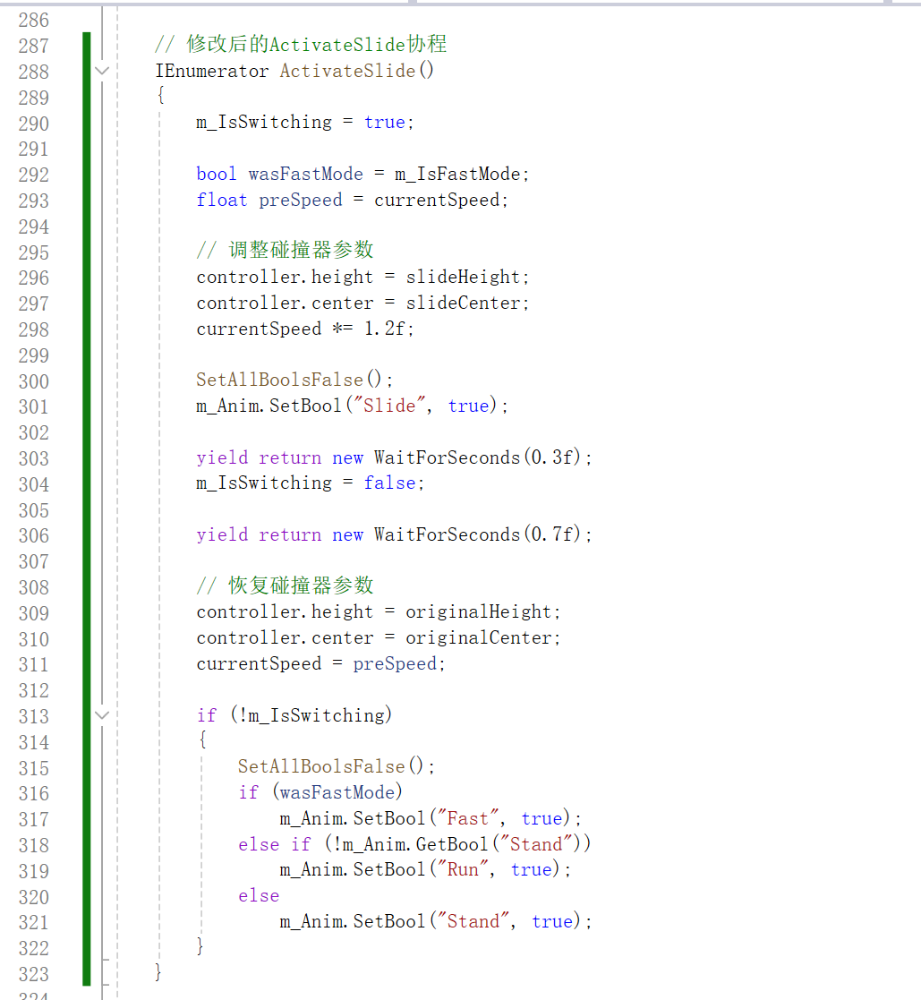 286
287 // 修改后的ActivateSlide协程
288 IEnumerator ActivateSlide()
289 {
290 m_IsSwitching = true;
291
292 bool wasFastMode = m_IsFastMode;
293 float preSpeed = currentSpeed;
294
295 // 调整碰撞器参数
296 controller.height = slideHeight;
297 controller.center = slideCenter;
298 currentSpeed *= 1.2f;
299
300 SetAllBoolsFalse();
301 m_Anim.SetBool("Slide", true);
302
303 yield return new WaitForSeconds(0.3f);
304 m_IsSwitching = false;
305
306 yield return new WaitForSeconds(0.7f);
307
308 // 恢复碰撞器参数
309 controller.height = originalHeight;
310 controller.center = originalCenter;
311 currentSpeed = preSpeed;
312
313 if (!m_IsSwitching)
314 {
315 SetAllBoolsFalse();
316 if (wasFastMode)
317 m_Anim.SetBool("Fast", true);
318 else if (!m_Anim.GetBool("Stand"))
319 m_Anim.SetBool("Run", true);
320 else
321 m_Anim.SetBool("Stand", true);
322 }
323 }
324